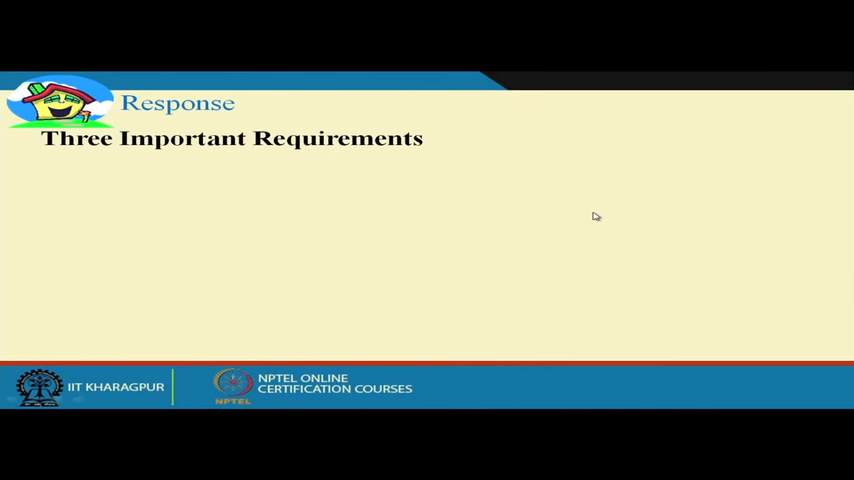 Response
Three Important Requirements
IIT KHARAGPUR
NPTEL ONLINE
CERTIFICATION COURSES
NPTEL